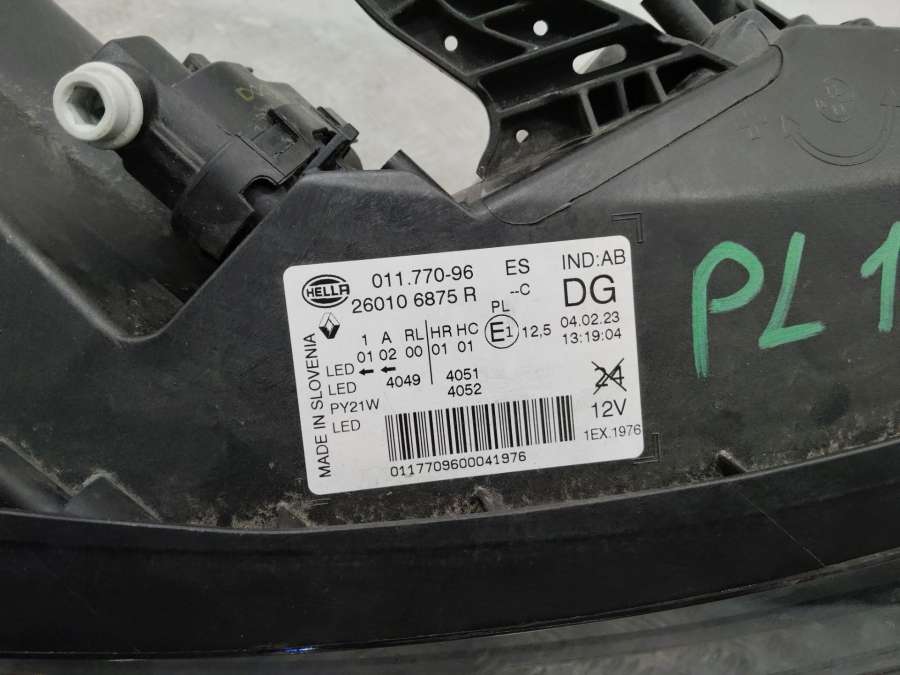 HELLA 011.770-96 ES IND:AB
260106875 R --C DG
PL
1 A RL HR HC E1 12,5 04.02.23
01 02 00 01 01 13:19:04
LED
LED 4049 4051
4052
PY21W
LED
24
12V
1EX.1976
0117709600041976
MADE IN SLOVENIA
PL 1